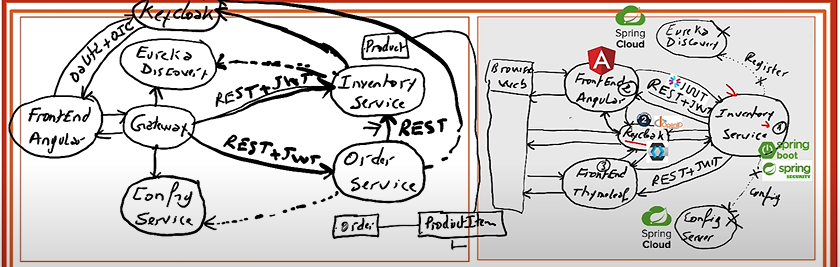 Keycloak
OAUTH2 + OIC
Eureka
Discovery
Product
Inventory
Service
REST+JWT
FrontEnd
Angular
Gateway
REST
REST+JWT
Order
Service
Config
Service
Order
ProductItem
Spring
Cloud
Eureka
Discovery
Register
Browser
Web
FrontEnd
Angular
2
JWT
REST+JWT
Inventory
Service
1
2
Keycloak
spring
boot
spring
SECURITY
3
FrontEnd
Thymeleaf
REST+JWT
Config
Spring
Cloud
Config
Server